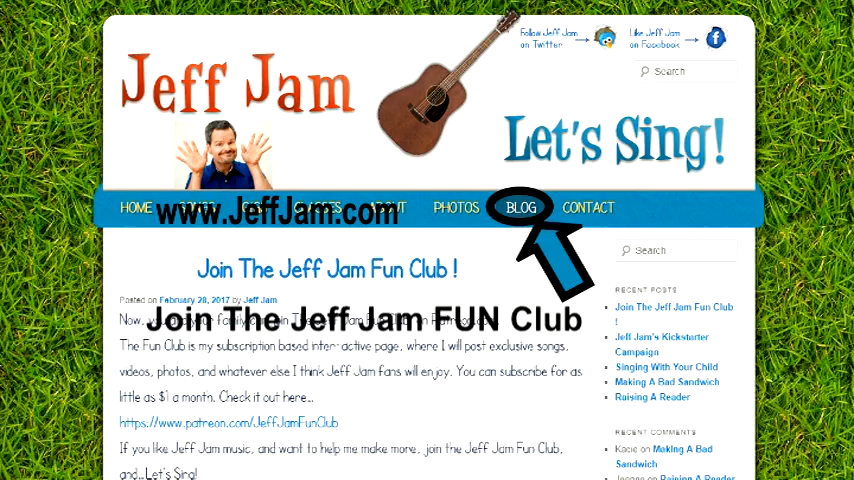 Follow Jeff Jam
on Twitter
Like Jeff Jam
on Facebook
Search
Jeff Jam
Let's Sing!
HOME
ABOUT
PHOTOS
BLOG
CONTACT
www.JeffJam.com
Search
Join The Jeff Jam Fun Club !
Posted on February 28, 2017 by Jeff Jam
Join The Jeff Jam FUN Club
The Fun Club is my subscription based inter-active page, where I will post exclusive songs,
videos, photos, and whatever else I think Jeff Jam fans will enjoy. You can subscribe for as
little as $1 a month. Check it out here...
https://www.patreon.com/JeffJamFunClub
If you like Jeff Jam music, and want to help me make more, join the Jeff Jam Fun Club,
and...Let's Sing!
RECENT POSTS
Join The Jeff Jam Fun Club
!
Jeff Jam's Kickstarter
Campaign
Singing With Your Child
Making A Bad Sandwich
Raising A Reader
RECENT COMMENTS
Kacie on Making A Bad
Sandwich
on Raising A Reader